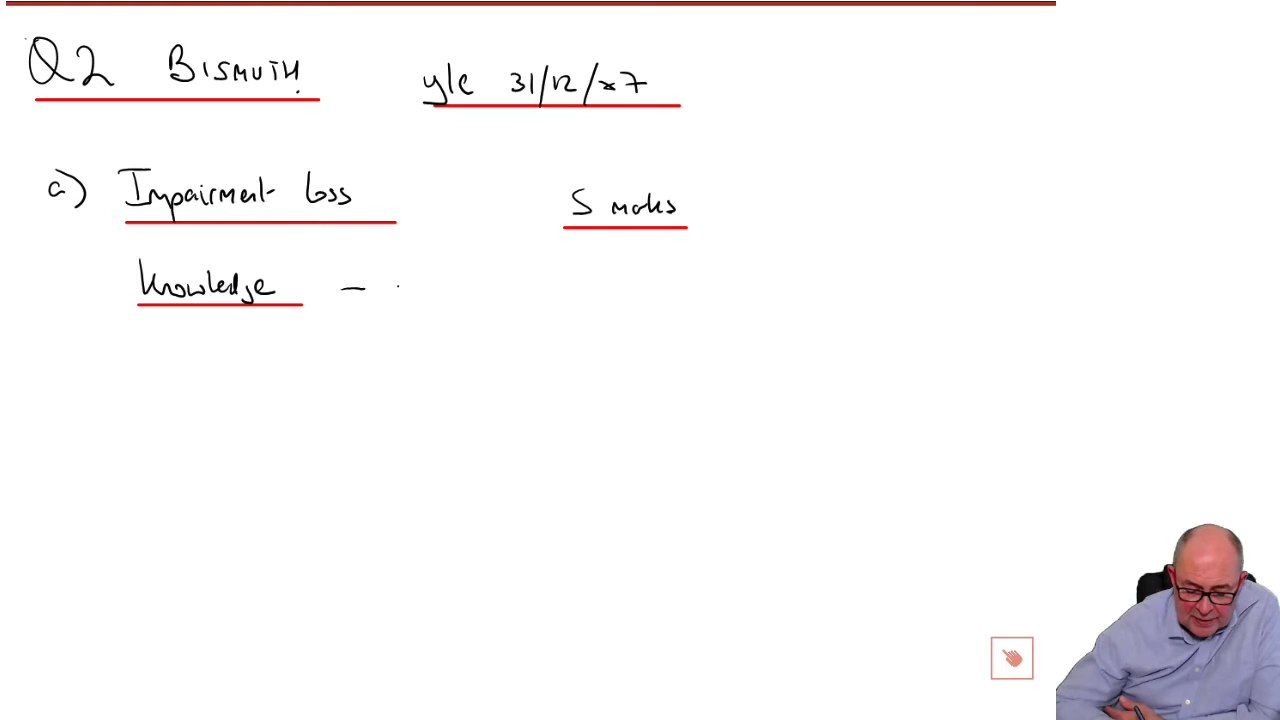 Q2 BISMUTH y/e 31/12/x7
a) Impairment loss 5 marks
Knowledge –